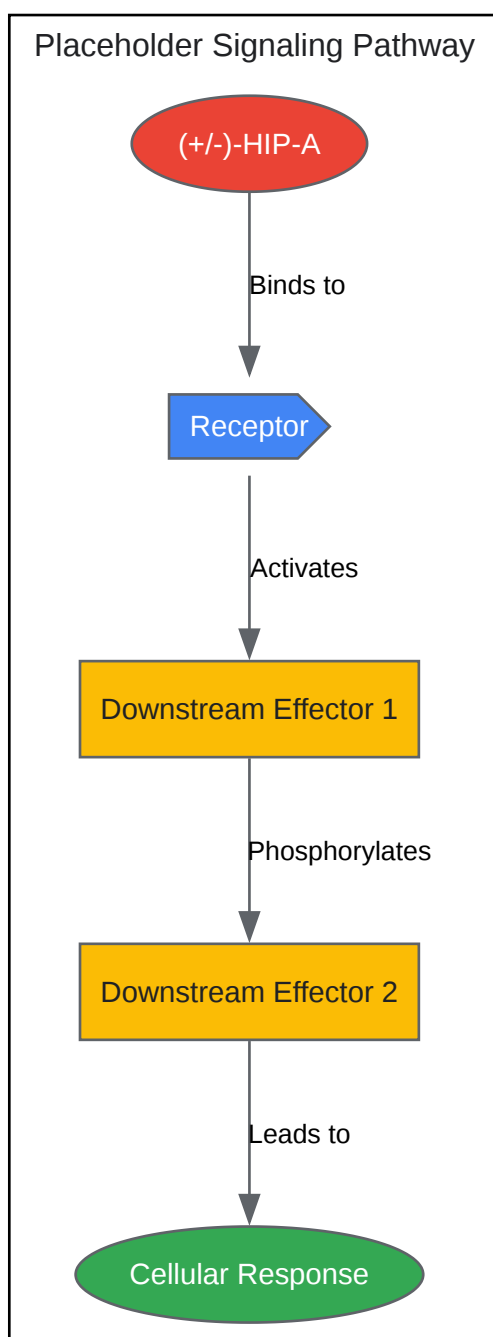 Placeholder Signaling Pathway
(+/-)-HIP-A
Binds to
Receptor
Activates
Downstream Effector 1
Phosphorylates
Downstream Effector 2
Leads to
Cellular Response